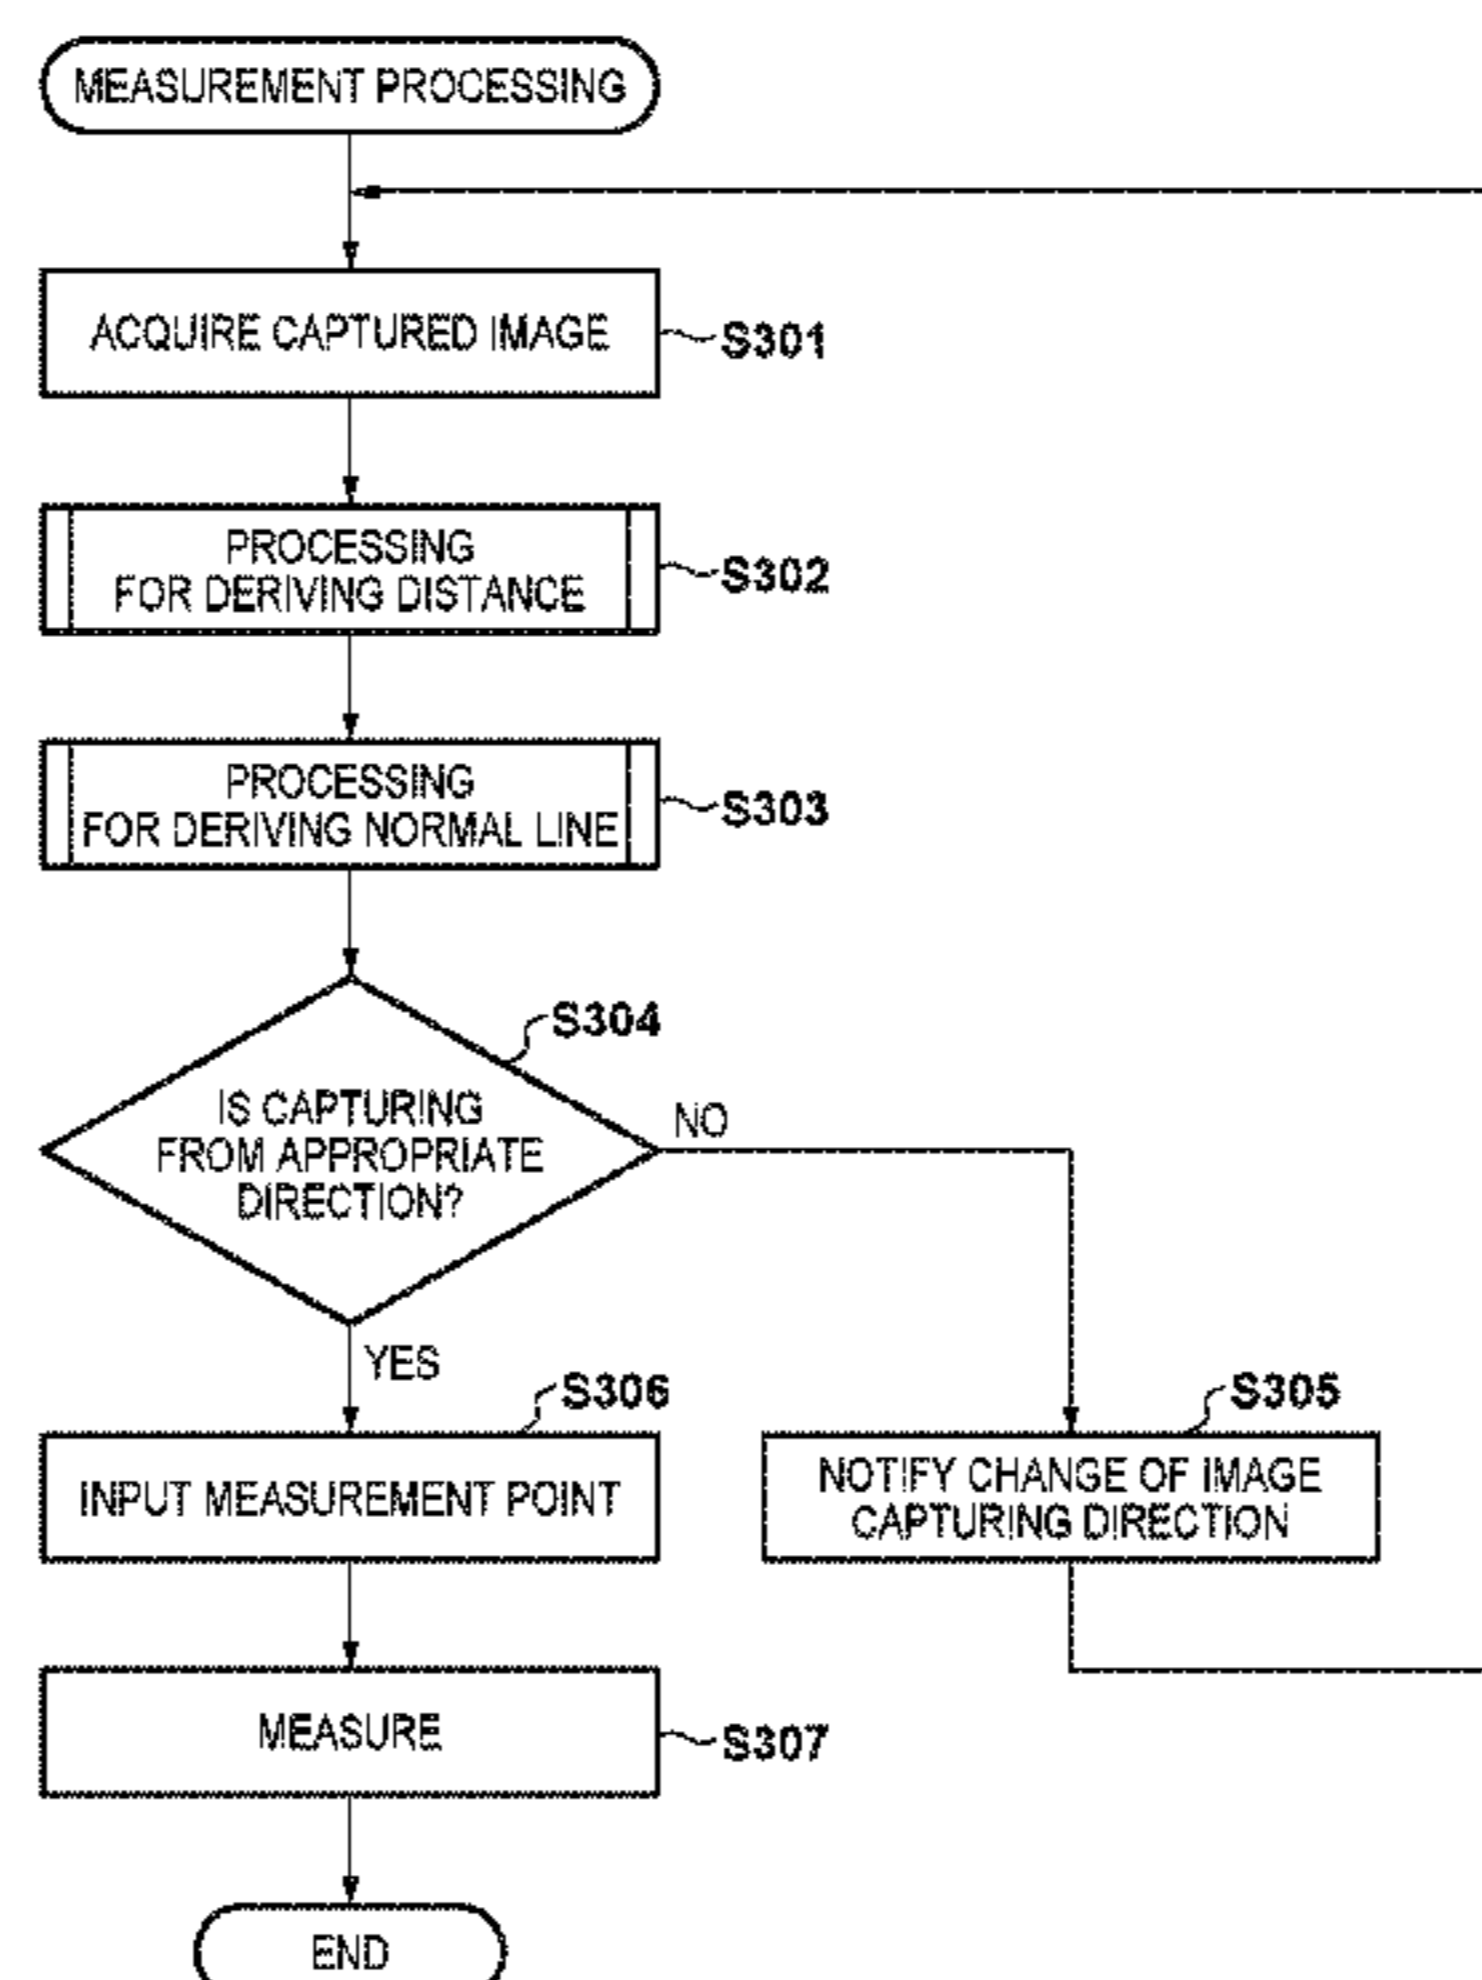 MEASUREMENT PROCESSING
ACQUIRE CAPTURED IMAGE
S301
PROCESSING
FOR DERIVING DISTANCE
S302
PROCESSING
FOR DERIVING NORMAL LINE
S303
S304
IS CAPTURING
FROM APPROPRIATE
DIRECTION?
NO
YES
S306
INPUT MEASUREMENT POINT
S305
NOTIFY CHANGE OF IMAGE
CAPTURING DIRECTION
MEASURE
S307
END